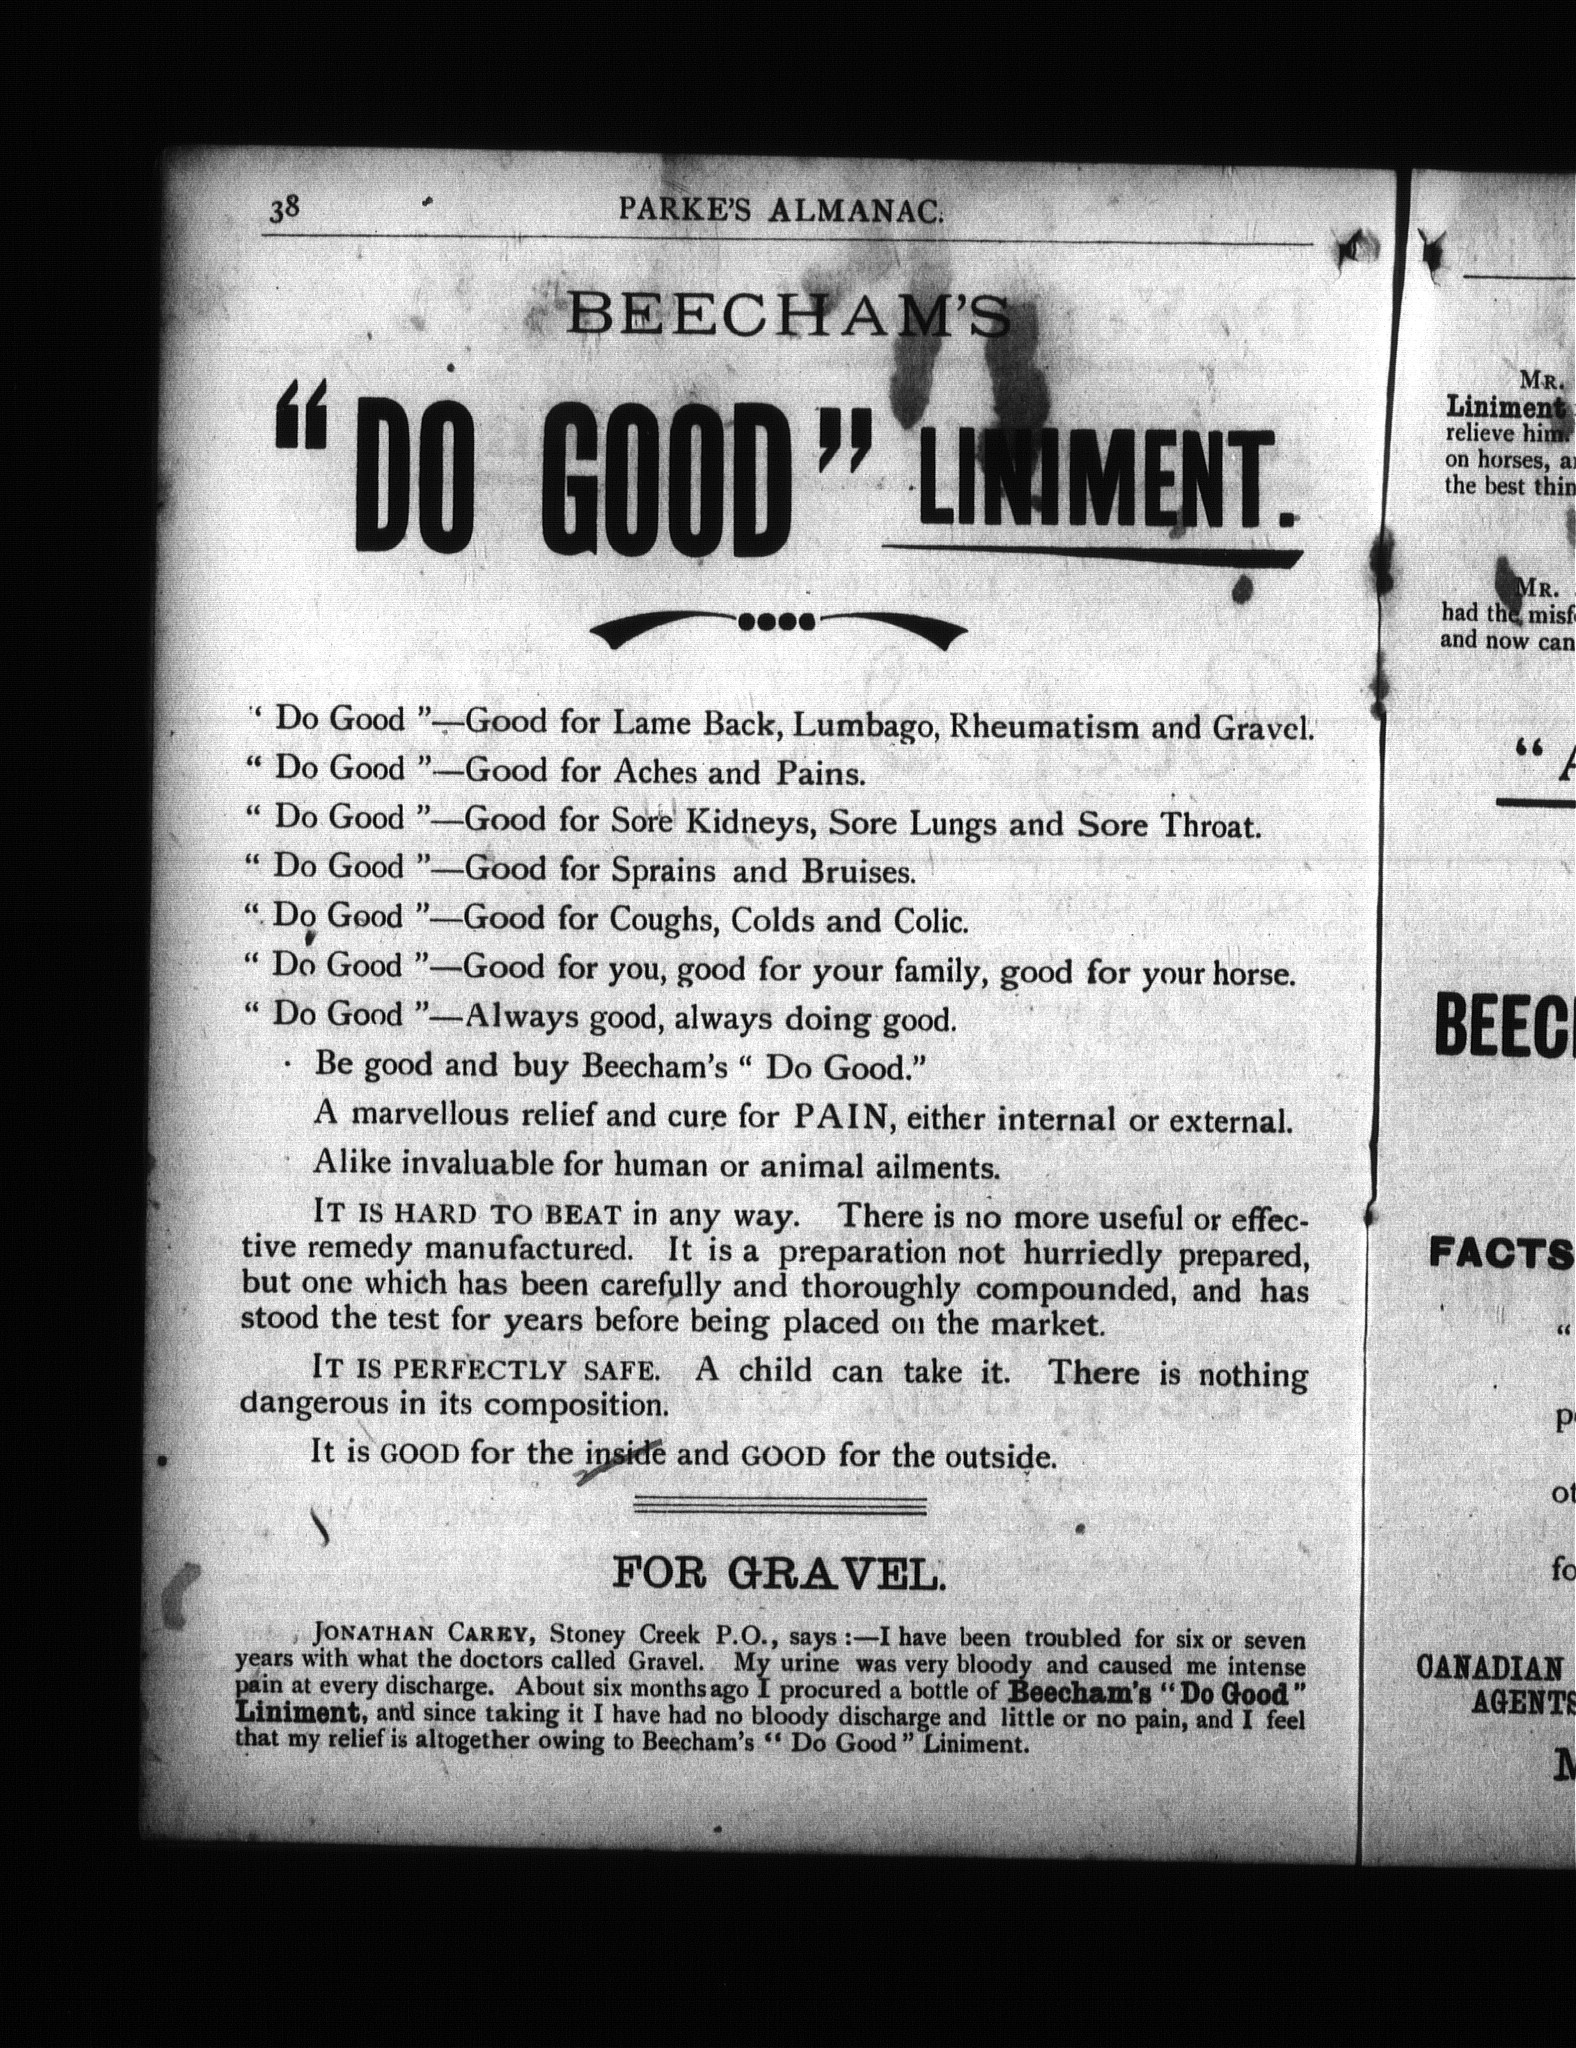 38
PARKE'S ALMANAC.
BEECHAM'S
“DO GOOD” LINIMENT.
“ Do Good ”—Good for Lame Back, Lumbago, Rheumatism and Gravel.
“ Do Good ”—Good for Aches and Pains.
“ Do Good ”—Good for Sore Kidneys, Sore Lungs and Sore Throat.
“ Do Good ”—Good for Sprains and Bruises.
“ Do Good ”—Good for Coughs, Colds and Colic.
“ Do Good ”—Good for you, good for your family, good for your horse.
“ Do Good ”—Always good, always doing good.
Be good and buy Beecham's “ Do Good.”
A marvellous relief and cure for PAIN, either internal or external.
Alike invaluable for human or animal ailments.
IT IS HARD TO BEAT in any way. There is no more useful or effec-
tive remedy manufactured. It is a preparation not hurriedly prepared,
but one which has been carefully and thoroughly compounded, and has
stood the test for years before being placed on the market.
IT IS PERFECTLY SAFE. A child can take it. There is nothing
dangerous in its composition.
It is GOOD for the inside and GOOD for the outside.
FOR GRAVEL.
JONATHAN CAREY, Stoney Creek P.O., says :—I have been troubled for six or seven
years with what the doctors called Gravel. My urine was very bloody and caused me intense
pain at every discharge. About six months ago I procured a bottle of Beecham's “Do Good”
Liniment, and since taking it I have had no bloody discharge and little or no pain, and I feel
that my relief is altogether owing to Beecham's “ Do Good” Liniment.
MR.
Liniment
relieve him.
on horses,
the best
MR.
had the
and now can
“
FACTS
“
CANADIAN
AGENTS